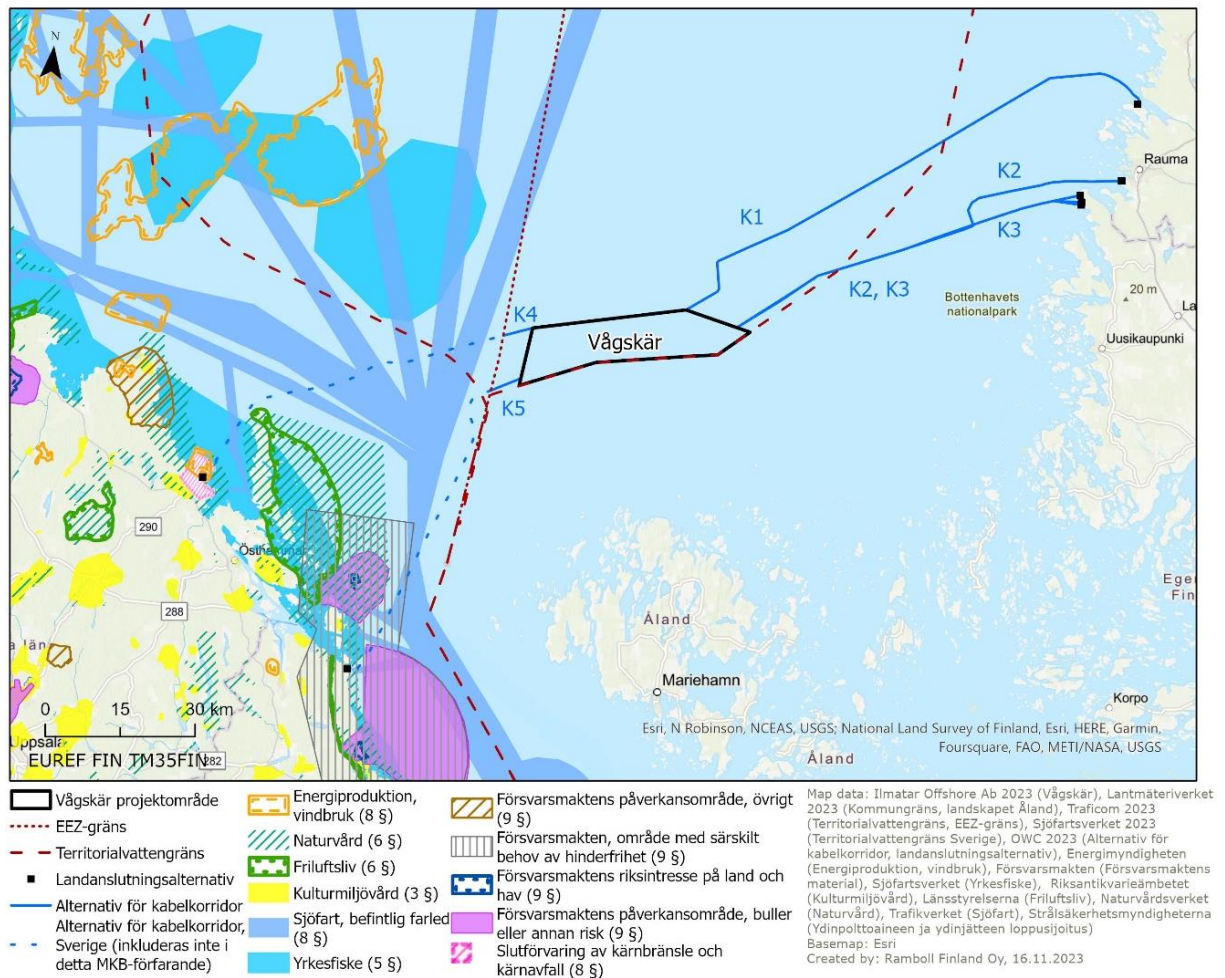 N
K1
K2
Rauma
K3
K2, K3
Bottenhavets
nationalpark
20 m
La
Uusikaupunki
K4
Vågskär
K5
290
Östhammar
288
a län
Åland
Ege
Fin
Mariehamn
Korpo
0 15 30 km
Uppsala
EUREF FIN TM35FIN
282
Åland
Esri, N Robinson, NCEAS, USGS; National Land Survey of Finland, Esri, HERE, Garmin,
Foursquare, FAO, METI/NASA, USGS
Vågskär projektområde
EEZ-gräns
Territorialvattengräns
Landanslutningsalternativ
Alternativ för kabelkorridor
Alternativ för kabelkorridor,
Sverige (inkluderas inte i
detta MKB-förfarande)
Energiproduktion,
vindbruk (8 §)
Naturvård (6 §)
Friluftsliv (6 §)
Kulturmiljövård (3 §)
Sjöfart, befintlig farled
(8 §)
Yrkesfiske (5 §)
Försvarsmaktens påverkansområde, övrigt
(9 §)
Försvarsmakten, område med särskilt
behov av hinderfrihet (9 §)
Försvarsmaktens riksintresse på land och
hav (9 §)
Försvarsmaktens påverkansområde, buller
eller annan risk (9 §)
Slutförvaring av kärnbränsle och
kärnavfall (8 §)
Map data: Ilmatar Offshore Ab 2023 (Vågskär), Lantmäteriverket
2023 (Kommungräns, landskapet Åland), Traficom 2023
(Territorialvattengräns, EEZ-gräns), Sjöfartsverket 2023
(Territorialvattengräns Sverige), OWC 2023 (Alternativ för
kabelkorridor, landanslutningsalternativ), Energimyndigheten
(Energiproduktion, vindbruk), Försvarsmakten (Försvarsmaktens
material), Sjöfartsverket (Yrkesfiske), Riksantikvarieämbetet
(Kulturmiljövård), Länsstyrelserna (Friluftsliv), Naturvårdsverket
(Naturvård), Trafikverket (Sjöfart), Strålsäkerhetsmyndigheterna
(Ydinpolttoaineen ja ydinjätteen loppusijoitus)
Basemap: Esri
Created by: Ramboll Finland Oy, 16.11.2023